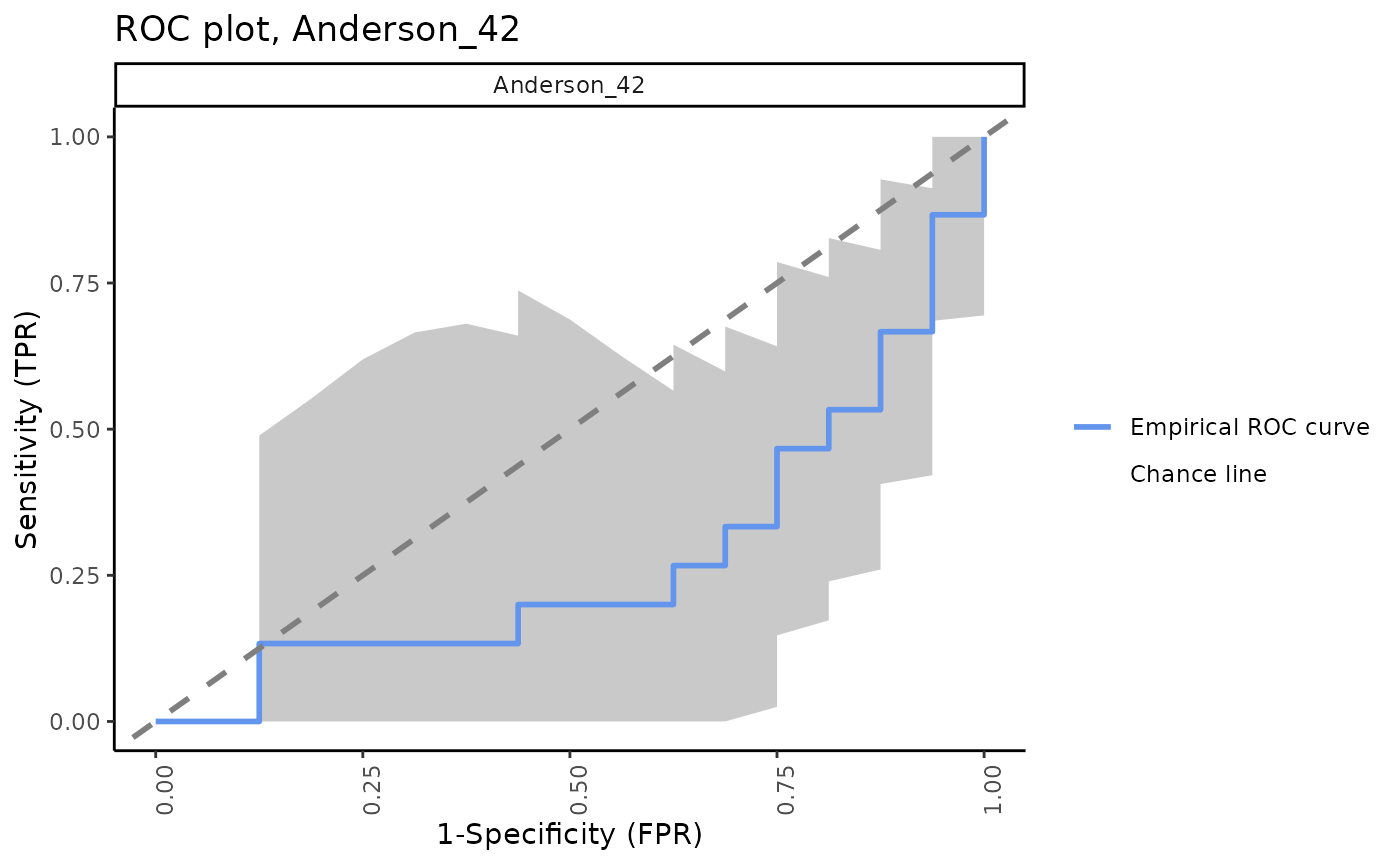 ROC plot, Anderson_42
Anderson_42
1.00
0.75
0.50
0.25
0.00
Sensitivity (TPR)
0.00
0.25
0.50
0.75
1.00
1-Specificity (FPR)
Empirical ROC curve
Chance line